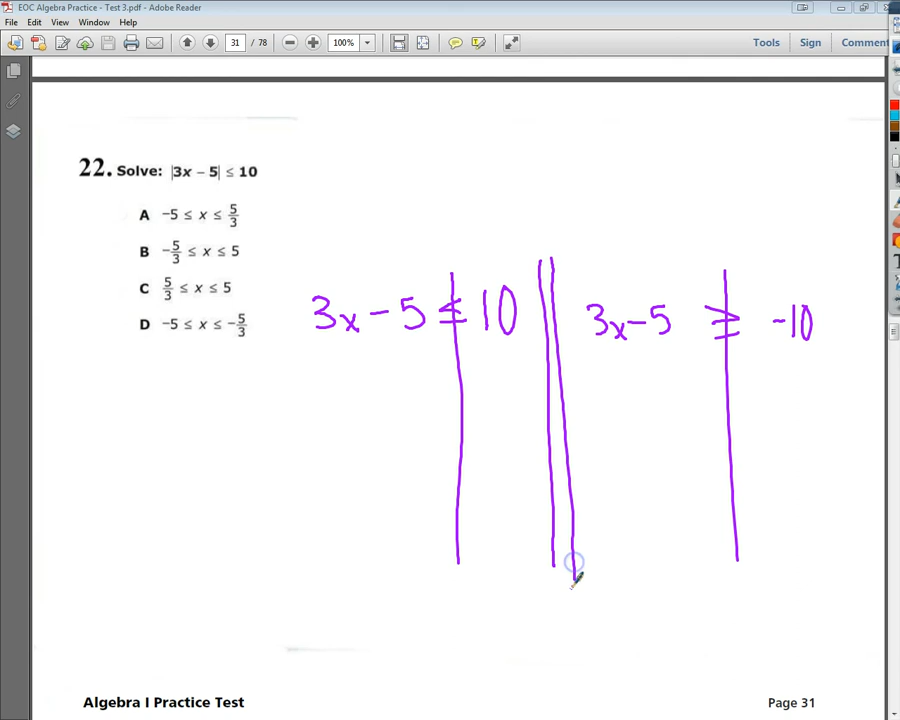 EOC Algebra Practice - Test 3.pdf - Adobe Reader
File Edit View Window Help
31 / 78 100% Tools Sign Comment
22. Solve: |3x – 5| ≤ 10
A −5 ≤ x ≤ 5/3
B −5/3 ≤ x ≤ 5
C 5/3 ≤ x ≤ 5
D −5 ≤ x ≤ −5/3
3x − 5 ≤ 10
3x − 5 ≥ −10
Algebra I Practice Test Page 31